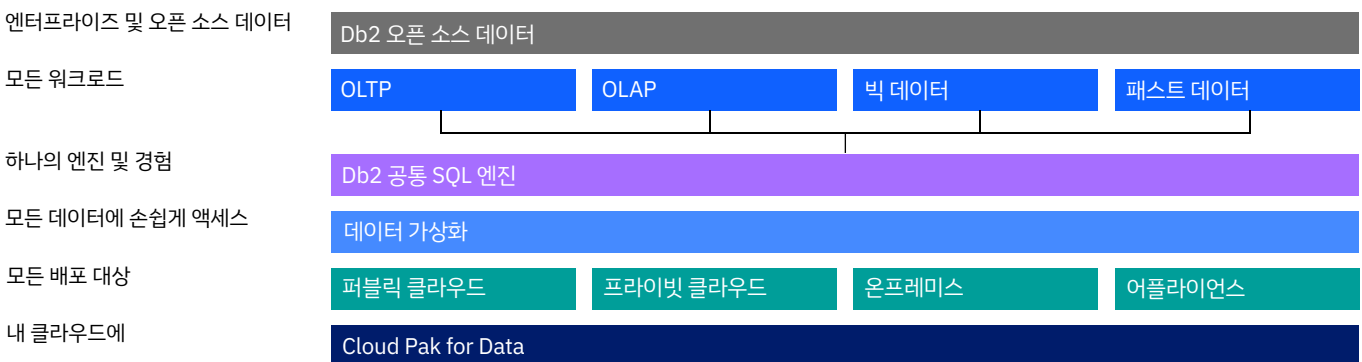 엔터프라이즈 및 오픈 소스 데이터
Db2 오픈 소스 데이터
모든 워크로드
OLTP
OLAP
빅 데이터
패스트 데이터
하나의 엔진 및 경험
Db2 공통 SQL 엔진
모든 데이터에 손쉽게 액세스
데이터 가상화
모든 배포 대상
퍼블릭 클라우드
프라이빗 클라우드
온프레미스
어플라이언스
내 클라우드에
Cloud Pak for Data